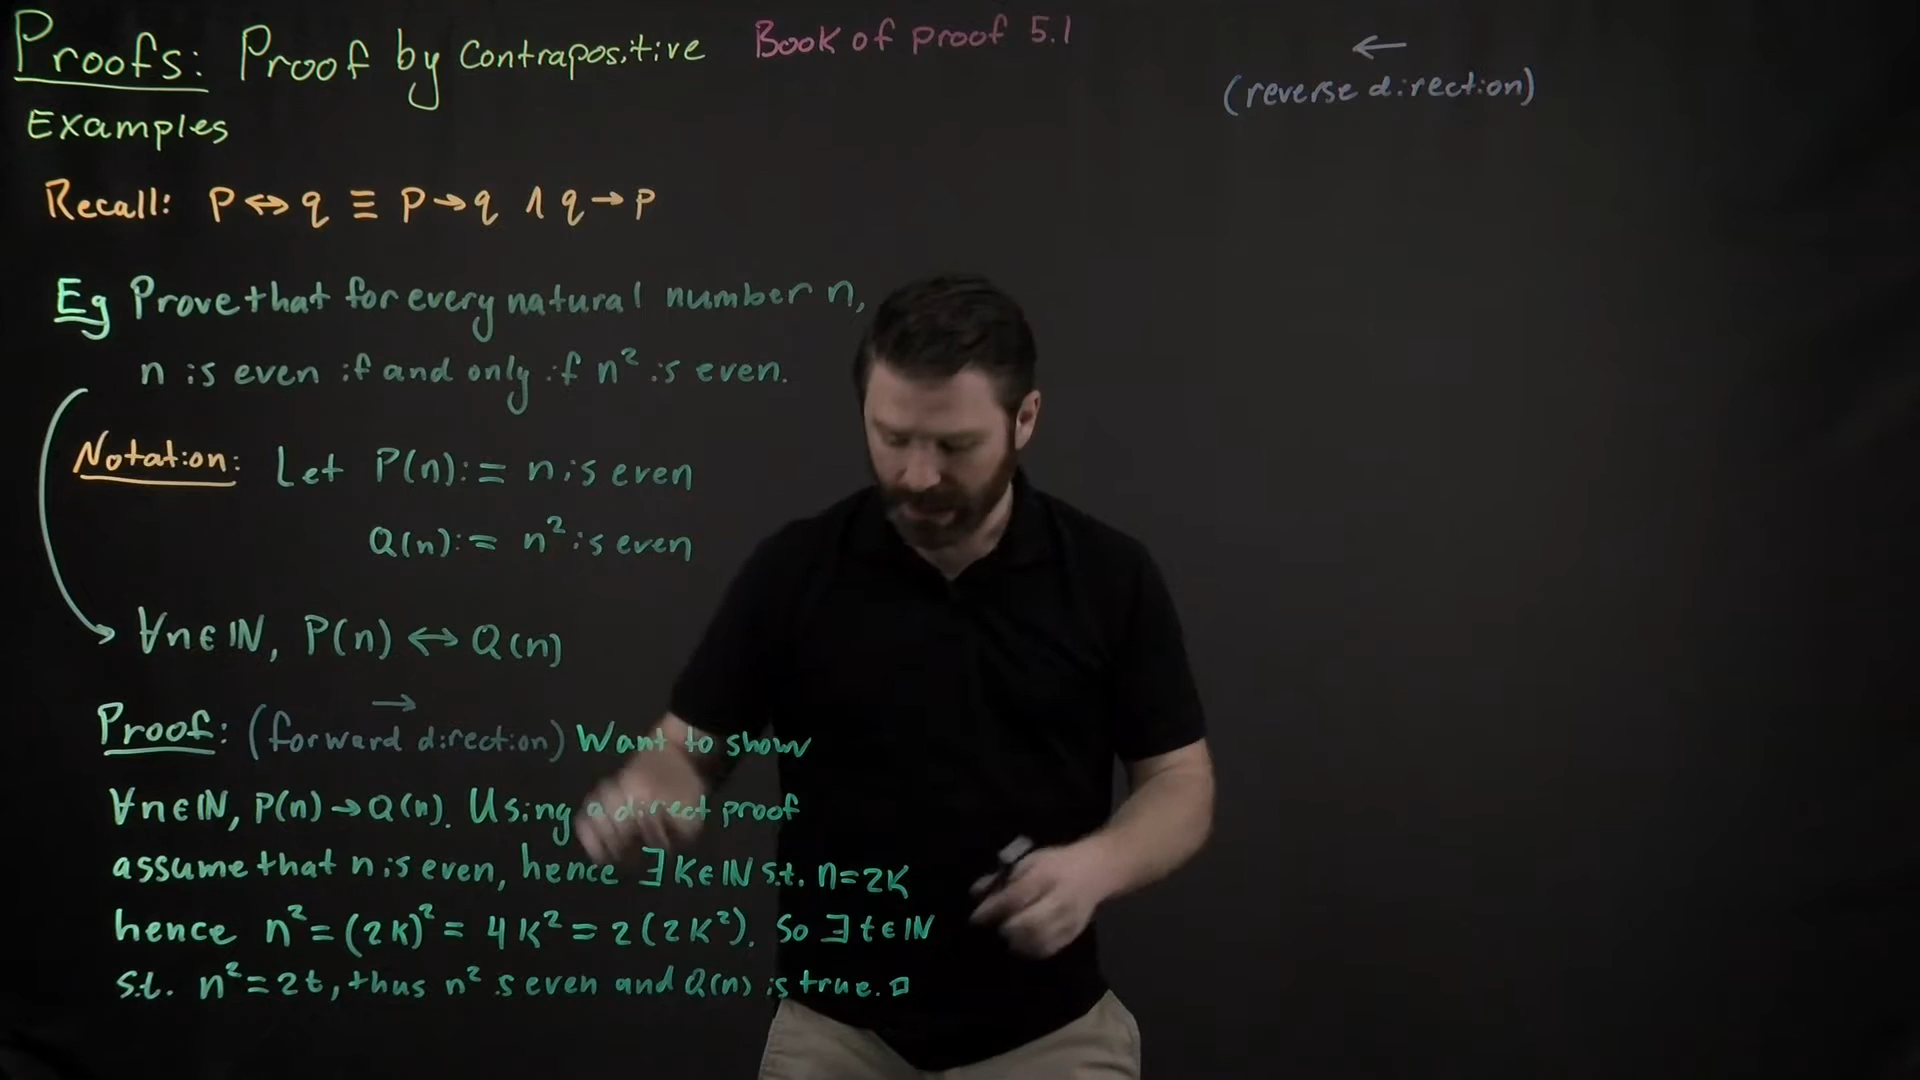 Proofs: Proof by Contrapositive Book of proof 5.1
Examples
Recall: P ↔ q ≡ P → q ∧ q → p
Eg Prove that for every natural number n,
n is even if and only if n² is even.
Notation: Let P(n) := n is even
Q(n) := n² is even
∀n∈ℕ, P(n) ↔ Q(n)
→
Proof: (forward direction) Want to show
∀n∈ℕ, P(n) → Q(n). Using a direct proof
assume that n is even, hence ∃ K∈ℕ s.t. n=2K
hence n² = (2K)² = 4K² = 2(2K²). So ∃ t∈ℕ
s.t. n² = 2t, thus n² is even and Q(n) is true. □
←
(reverse direction)